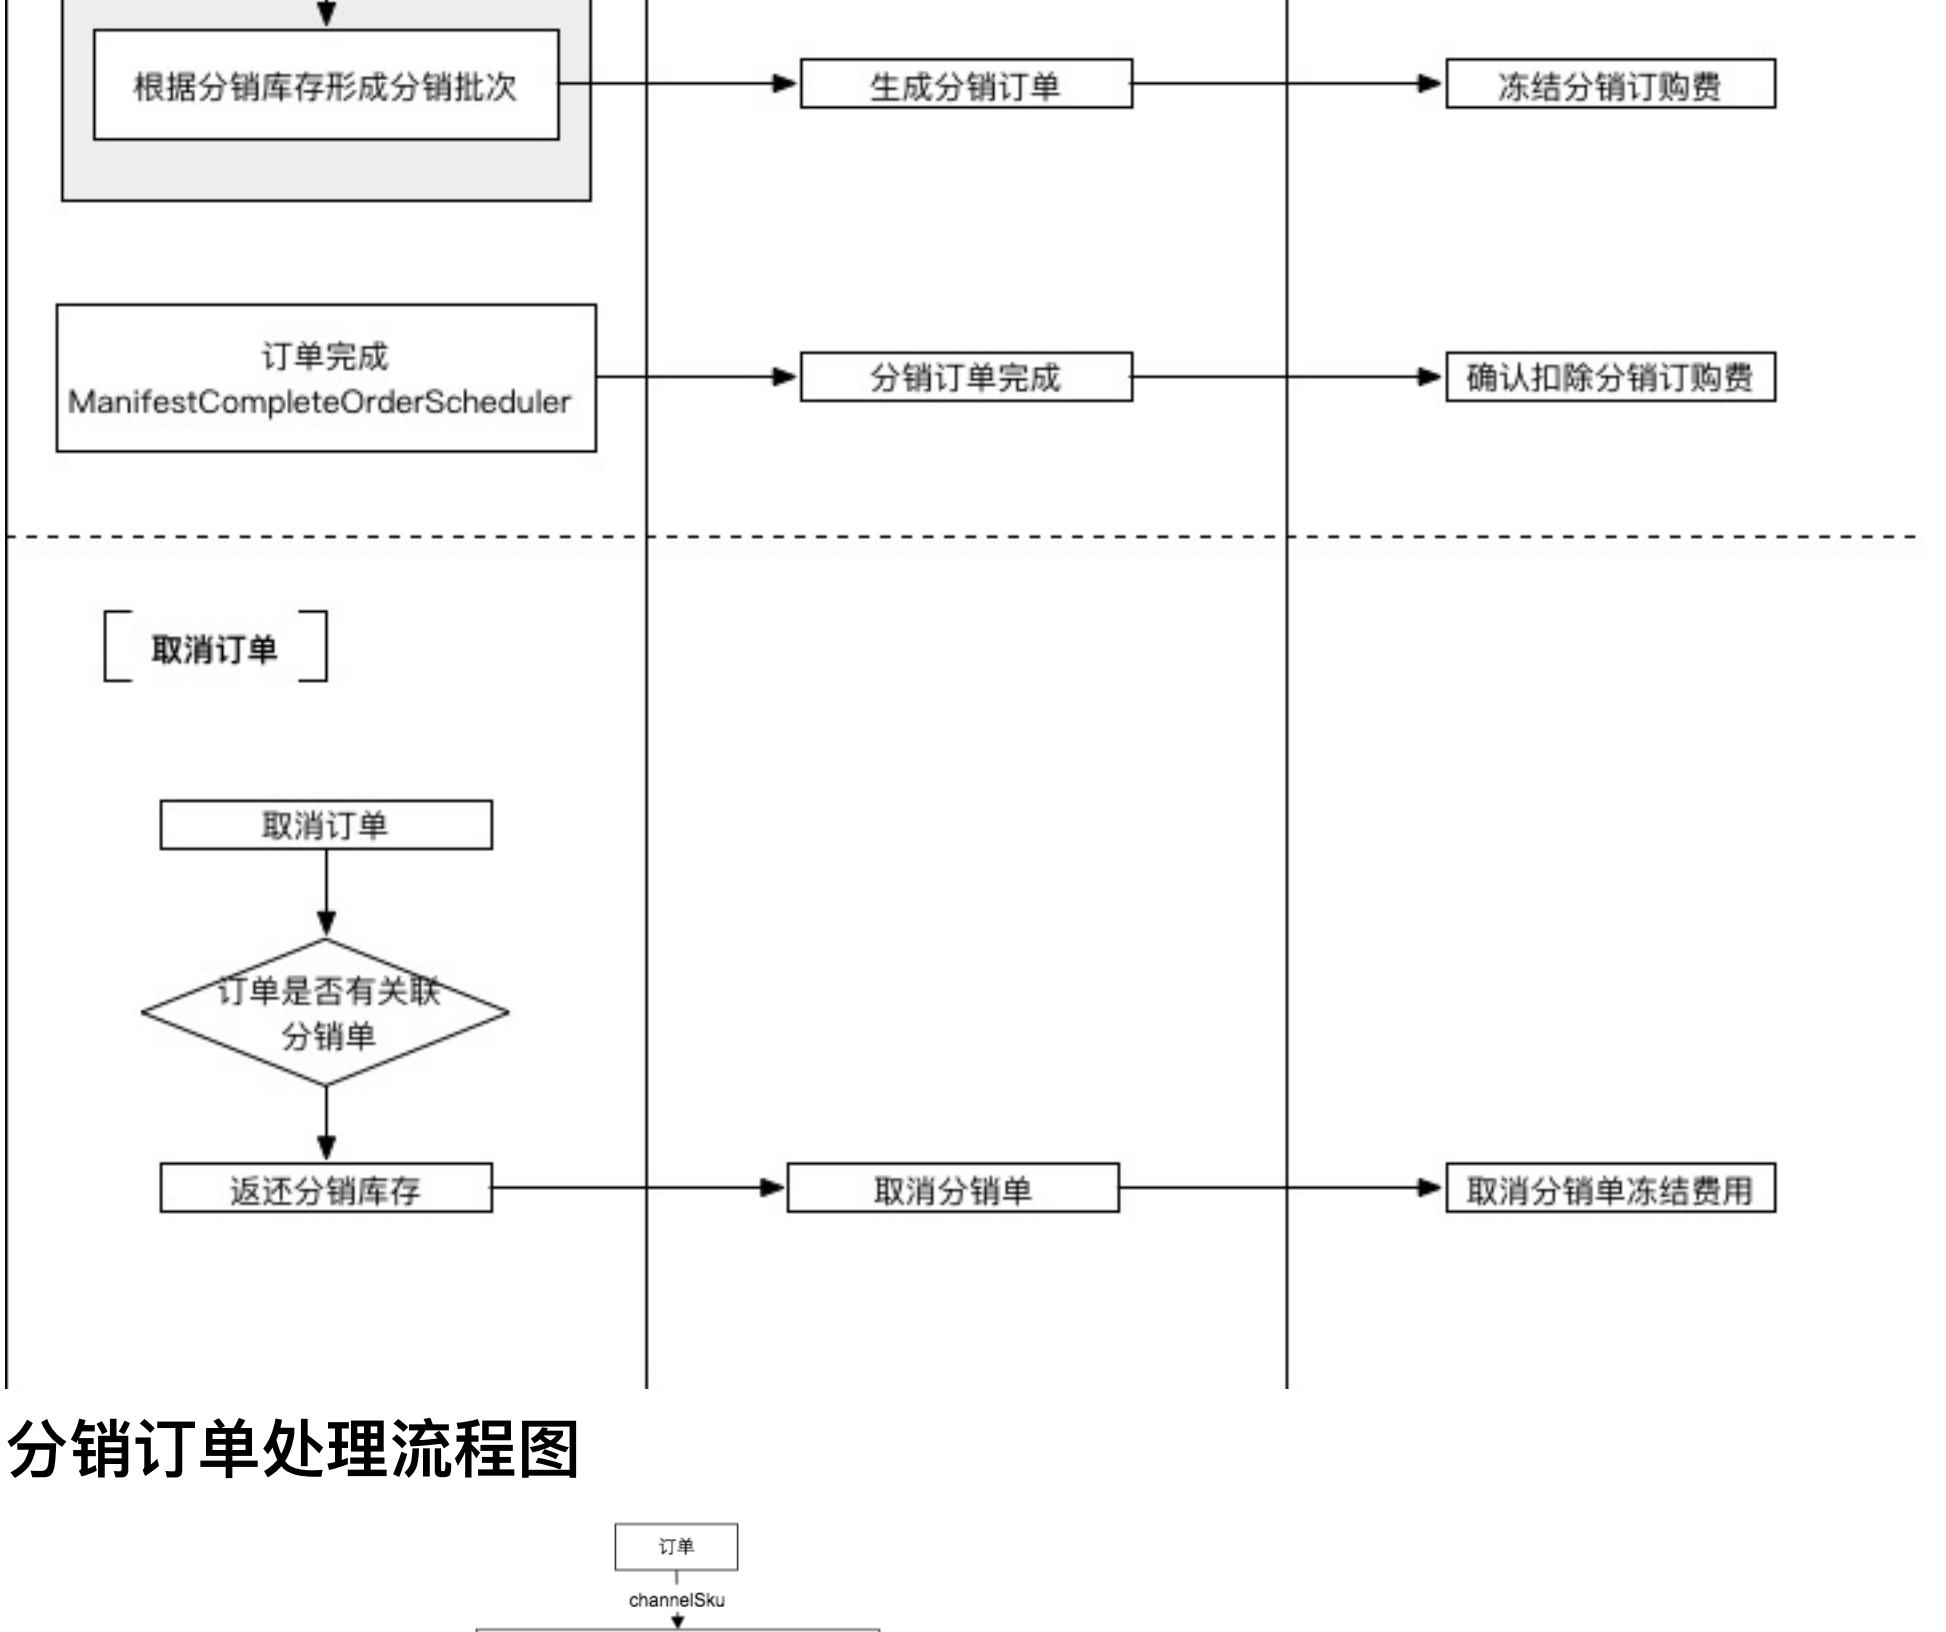 根据分销库存形成分销批次
生成分销订单
冻结分销订购费
订单完成
ManifestCompleteOrderScheduler
分销订单完成
确认扣除分销订购费
取消订单
取消订单
订单是否有关联
分销单
返还分销库存
取消分销单
取消分销单冻结费用
分销订单处理流程图
订单
channelSku